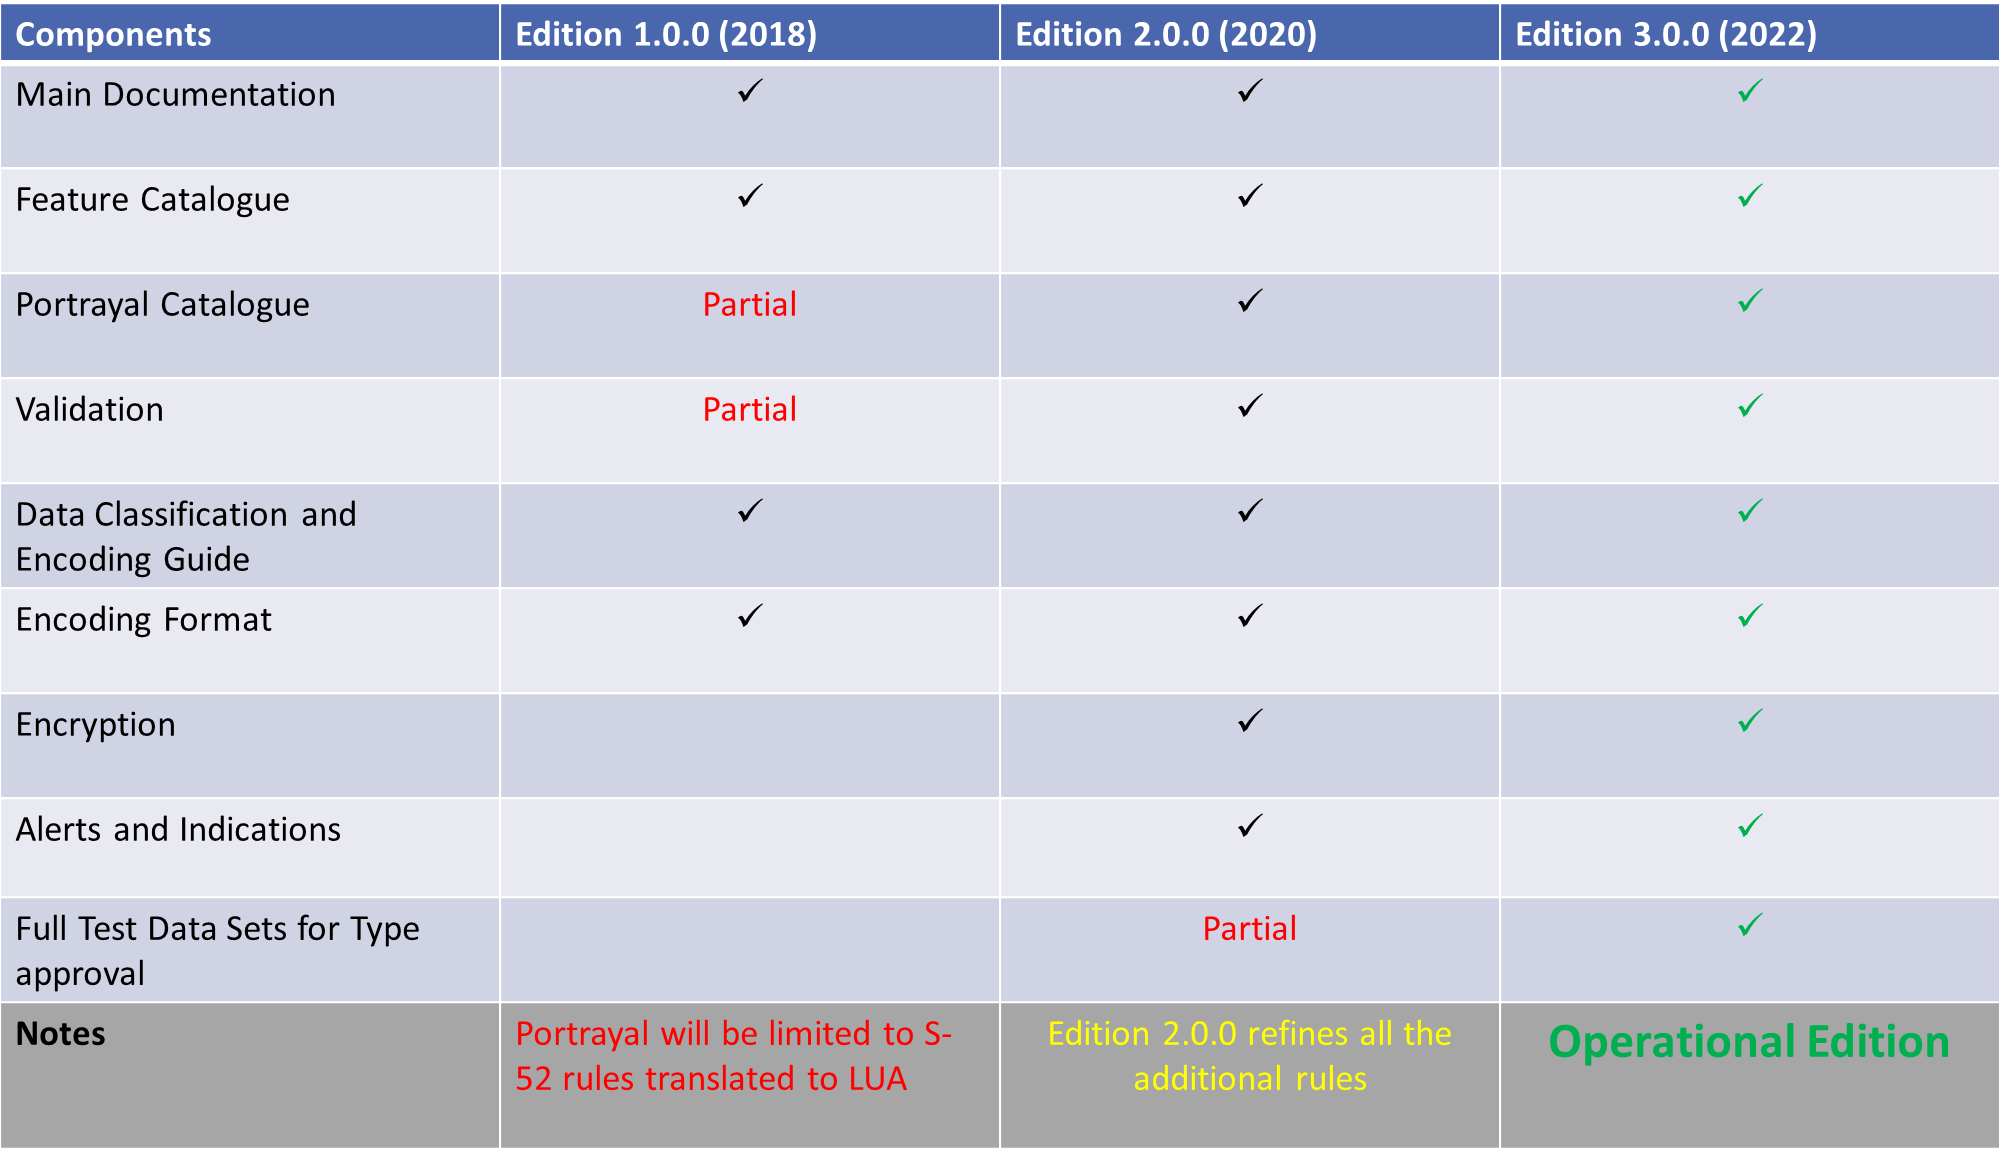 Components Edition 1.0.0 (2018) Edition 2.0.0 (2020) Edition 3.0.0 (2022)
Main Documentation ✓ ✓ ✓
Feature Catalogue ✓ ✓ ✓
Portrayal Catalogue Partial ✓ ✓
Validation Partial ✓ ✓
Data Classification and
Encoding Guide ✓ ✓ ✓
Encoding Format ✓ ✓ ✓
Encryption ✓ ✓
Alerts and Indications ✓ ✓
Full Test Data Sets for Type
approval Partial ✓
Notes
Portrayal will be limited to S-
52 rules translated to LUA
Edition 2.0.0 refines all the
additional rules
Operational Edition